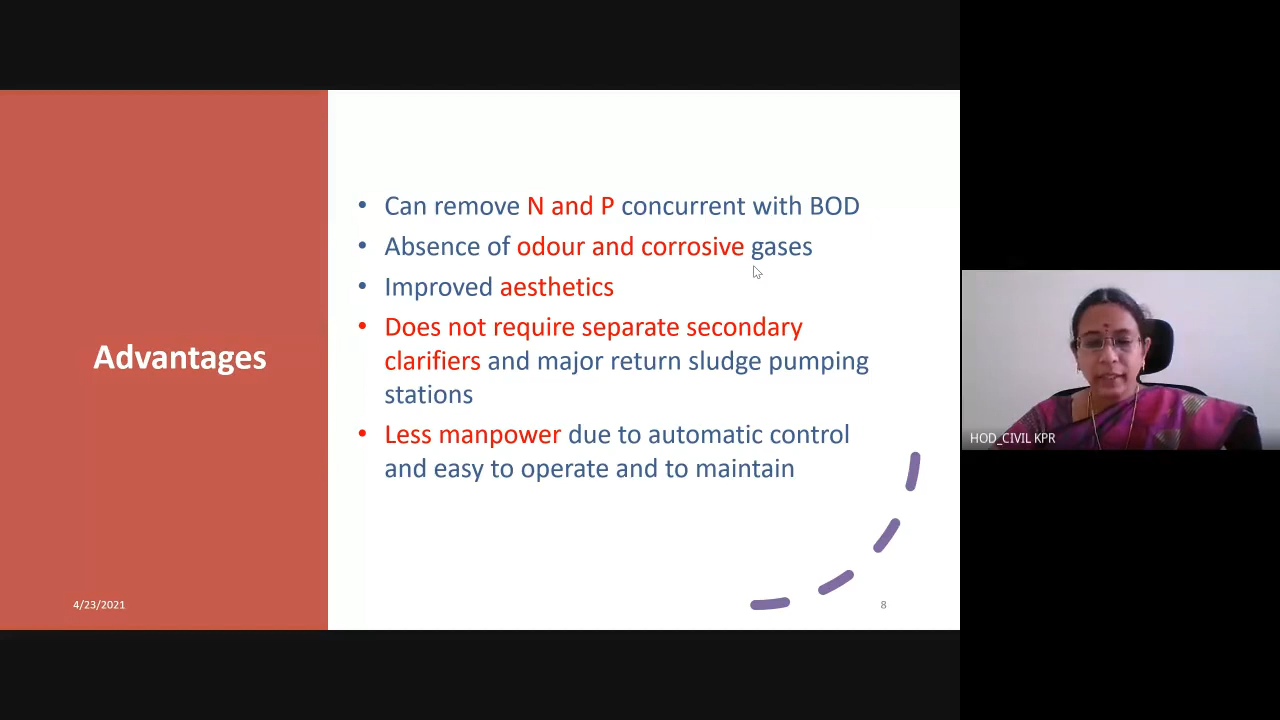 Advantages
• Can remove N and P concurrent with BOD
• Absence of odour and corrosive gases
• Improved aesthetics
• Does not require separate secondary
clarifiers and major return sludge pumping
stations
• Less manpower due to automatic control
and easy to operate and to maintain
4/23/2021
8
HOD_CIVIL KPR